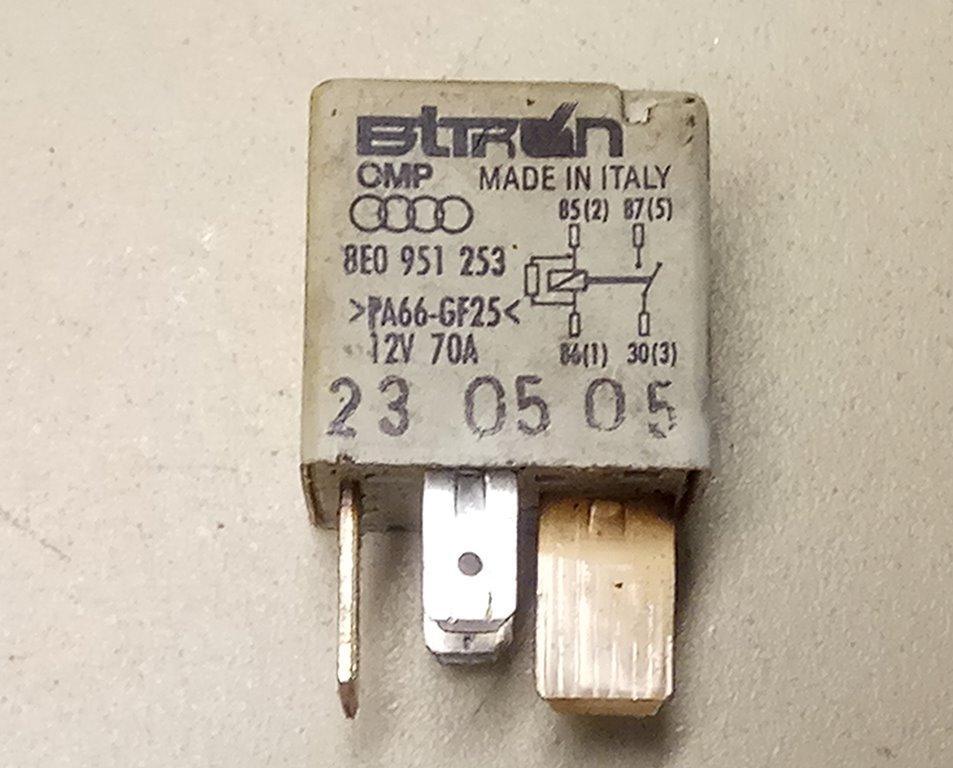 BITRON
CMP MADE IN ITALY
85(2) 87(5)
8E0 951 253
>PA66-GF25<
12V 70A 86(1) 30(3)
23 05 05